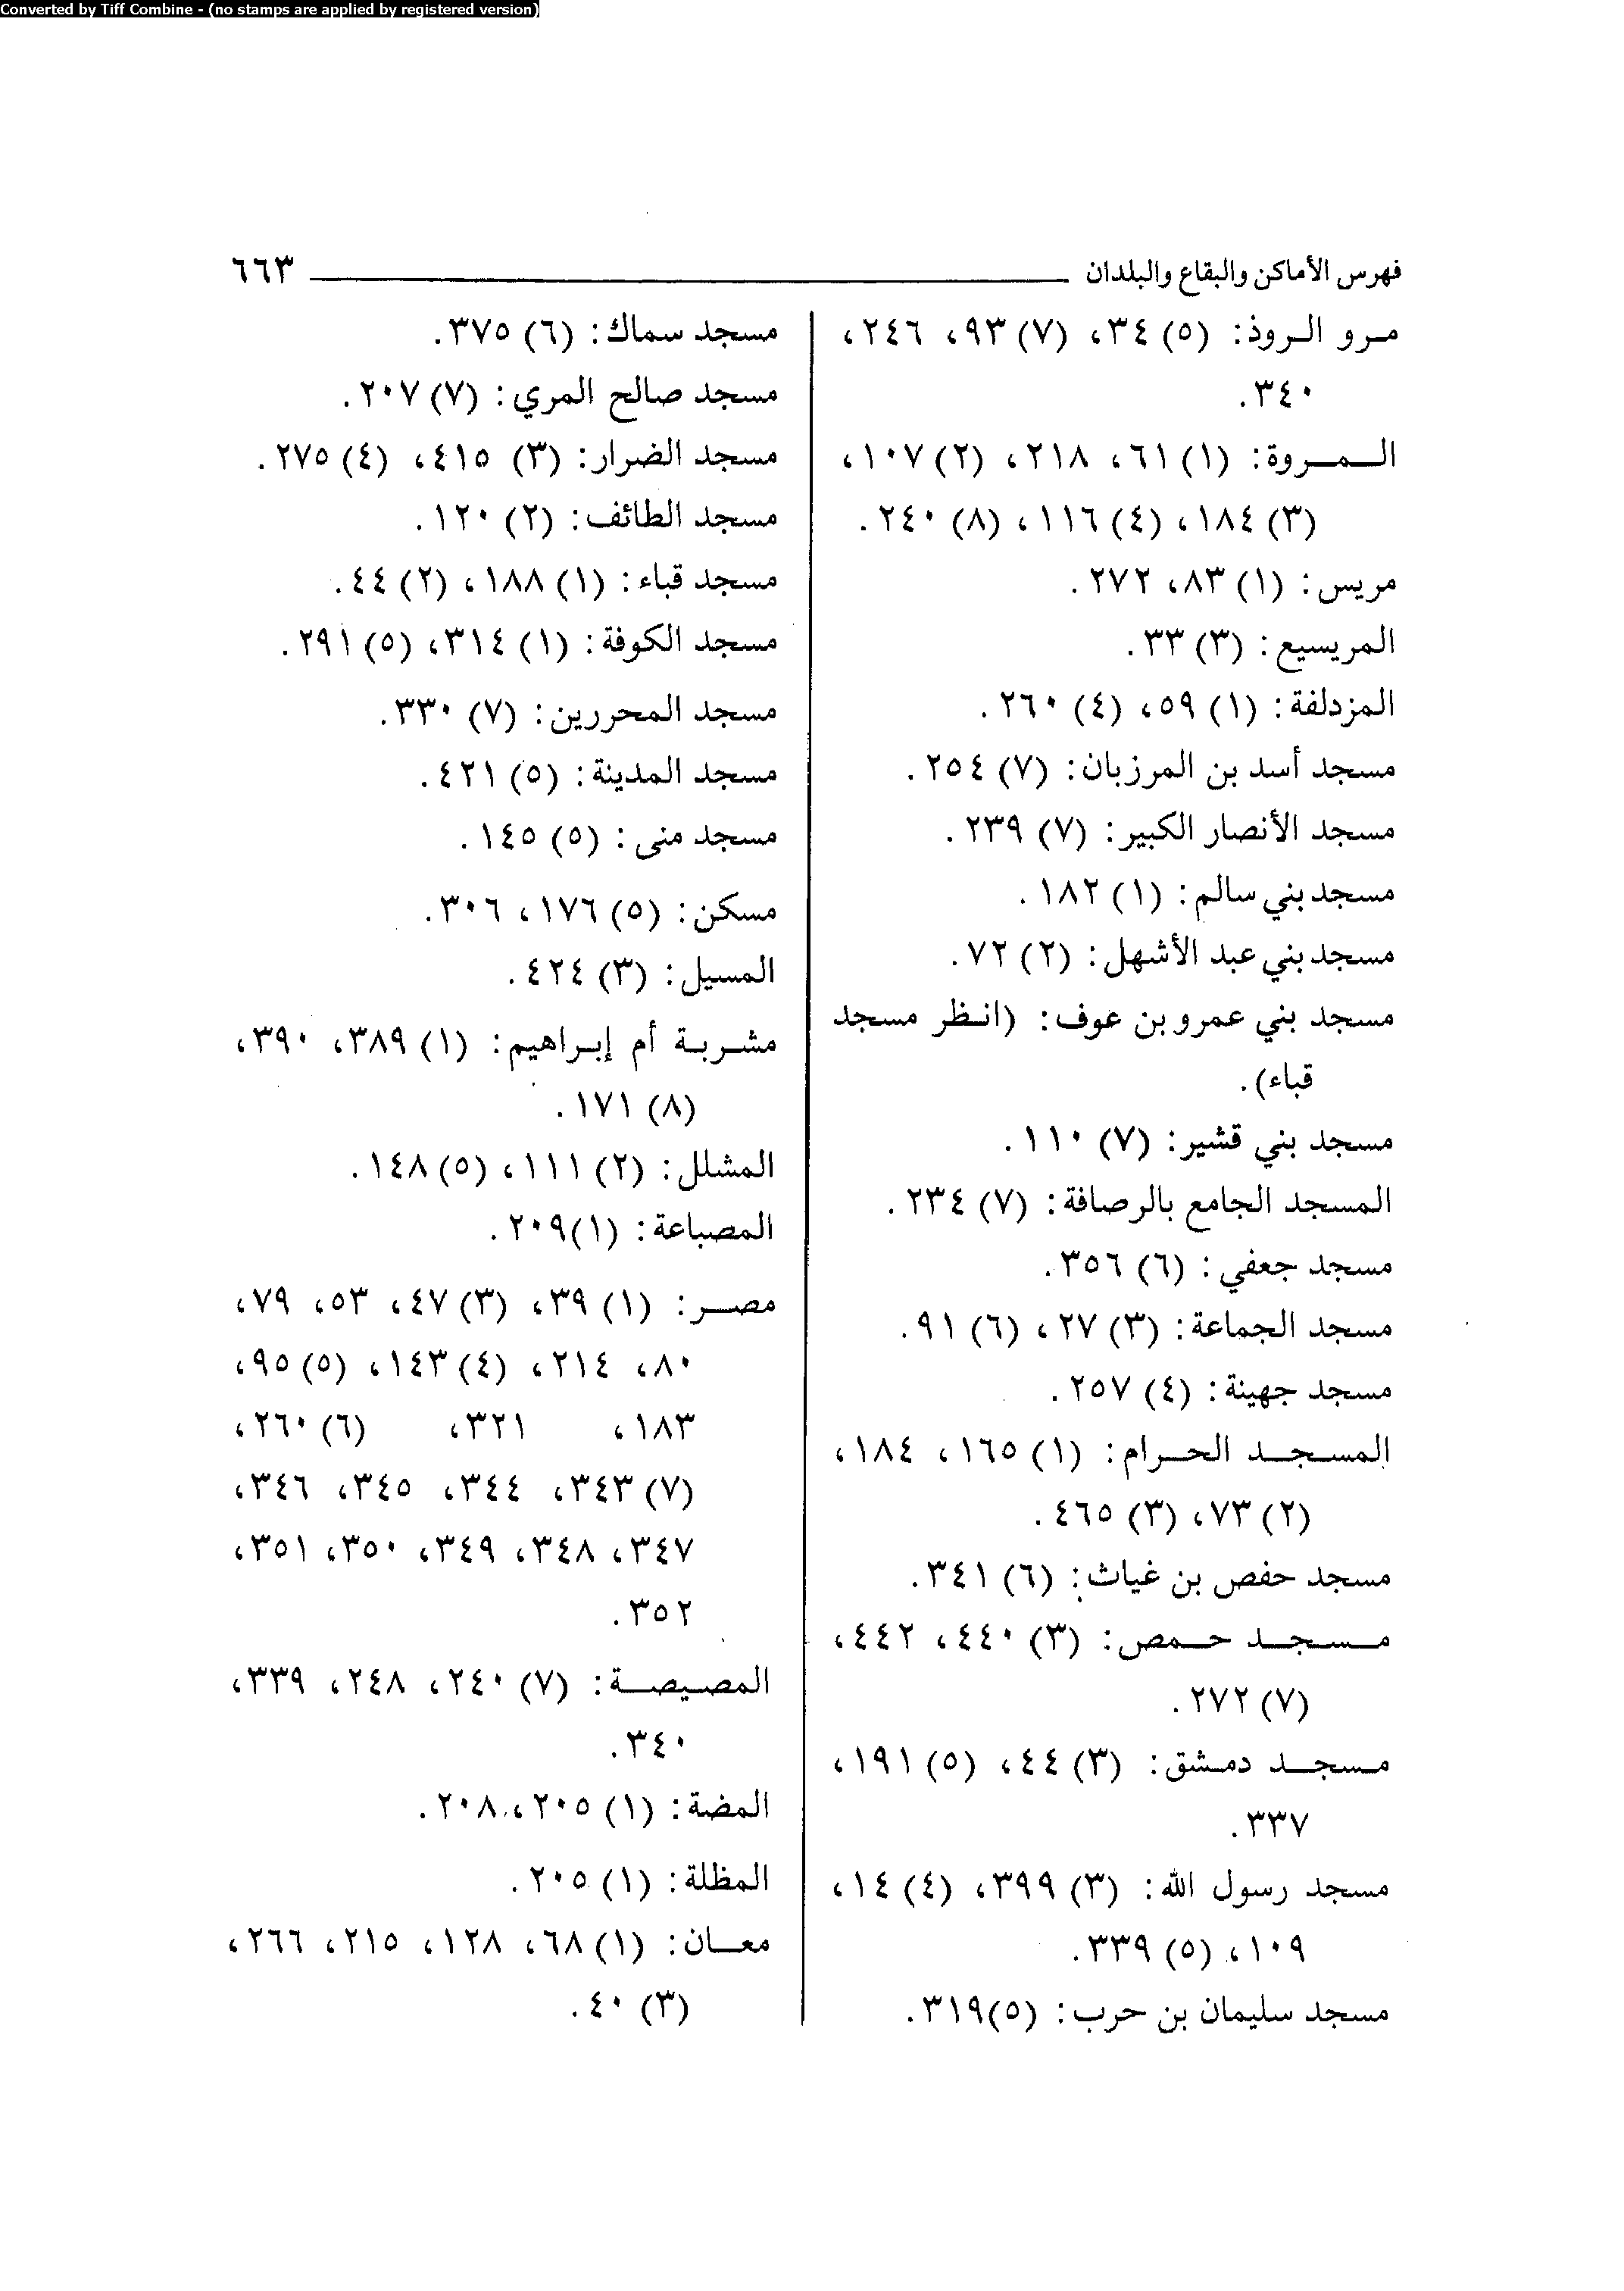 Converted by Tiff Combine - (no stamps are applied by registered version)
فهرس الأماكن والبقاع والبلدان ٦٦٣
مرو الروذ: (٥) ٣٤، (٧) ٩٣، ٢٤٦،
٣٤٠.
المروة: (١) ٦١، ٢١٨، (٢) ١٠٧،
(٣) ١٨٤، (٤) ١١٦، (٨) ٢٤٠.
مريس: (١) ٨٣، ٢٧٢.
المريسيع: (٣) ٣٣.
المزدلفة: (١) ٥٩، (٤) ٢٦٠.
مسجد أسد بن المرزبان: (٧) ٢٥٤.
مسجد الأنصار الكبير: (٧) ٢٣٩.
مسجد بني سالم: (١) ١٨٢.
مسجد بني عبد الأشهل: (٢) ٧٢.
مسجد بني عمرو بن عوف: (انظر مسجد
قباء).
مسجد بني قشير: (٧) ١١٠.
المسجد الجامع بالرصافة: (٧) ٢٣٤.
مسجد جعفي: (٦) ٣٥٦.
مسجد الجماعة: (٣) ٢٧، (٦) ٩١.
مسجد جهينة: (٤) ٢٥٧.
المسجد الحرام: (١) ١٦٥، ١٨٤،
(٢) ٧٣، (٣) ٤٦٥.
مسجد حفص بن غياث: (٦) ٣٤١.
مسجد حمص: (٣) ٤٤٠، ٤٤٢،
(٧) ٢٧٢.
مسجد دمشق: (٣) ٤٤، (٥) ١٩١،
٣٣٧.
مسجد رسول الله: (٣) ٣٩٩، (٤) ١٤،
١٠٩، (٥) ٣٣٩.
مسجد سليمان بن حرب: (٥) ٣١٩.
مسجد سماك: (٦) ٣٧٥.
مسجد صالح المري: (٧) ٢٠٧.
مسجد الضرار: (٣) ٤١٥، (٤) ٢٧٥.
مسجد الطائف: (٢) ١٢٠.
مسجد قباء: (١) ١٨٨، (٢) ٤٤.
مسجد الكوفة: (١) ٣١٤، (٥) ٢٩١.
مسجد المحررين: (٧) ٣٣٠.
مسجد المدينة: (٥) ٤٢١.
مسجد منى: (٥) ١٤٥.
مسكن: (٥) ١٧٦، ٣٠٦.
المسيل: (٣) ٤٢٤.
مشربة أم إبراهيم: (١) ٣٨٩، ٣٩٠،
(٨) ١٧١.
المشلل: (٢) ١١١، (٥) ١٤٨.
المصباعة: (١) ٢٠٩.
مصر: (١) ٣٩، (٣) ٤٧، ٥٣، ٧٩،
٨٠، ٢١٤، (٤) ١٤٣، (٥) ٩٥،
١٨٣، ٣٢١، (٦) ٢٦٠،
(٧) ٣٤٣، ٣٤٤، ٣٤٥، ٣٤٦،
٣٤٧، ٣٤٨، ٣٤٩، ٣٥٠، ٣٥١،
٣٥٢.
المصيصة: (٧) ٢٤٠، ٢٤٨، ٣٣٩،
٣٤٠.
المضة: (١) ٢٠٥، ٢٠٨.
المظلة: (١) ٢٠٥.
معان: (١) ٦٨، ١٢٨، ٢١٥، ٢٦٦،
(٣) ٤٠.